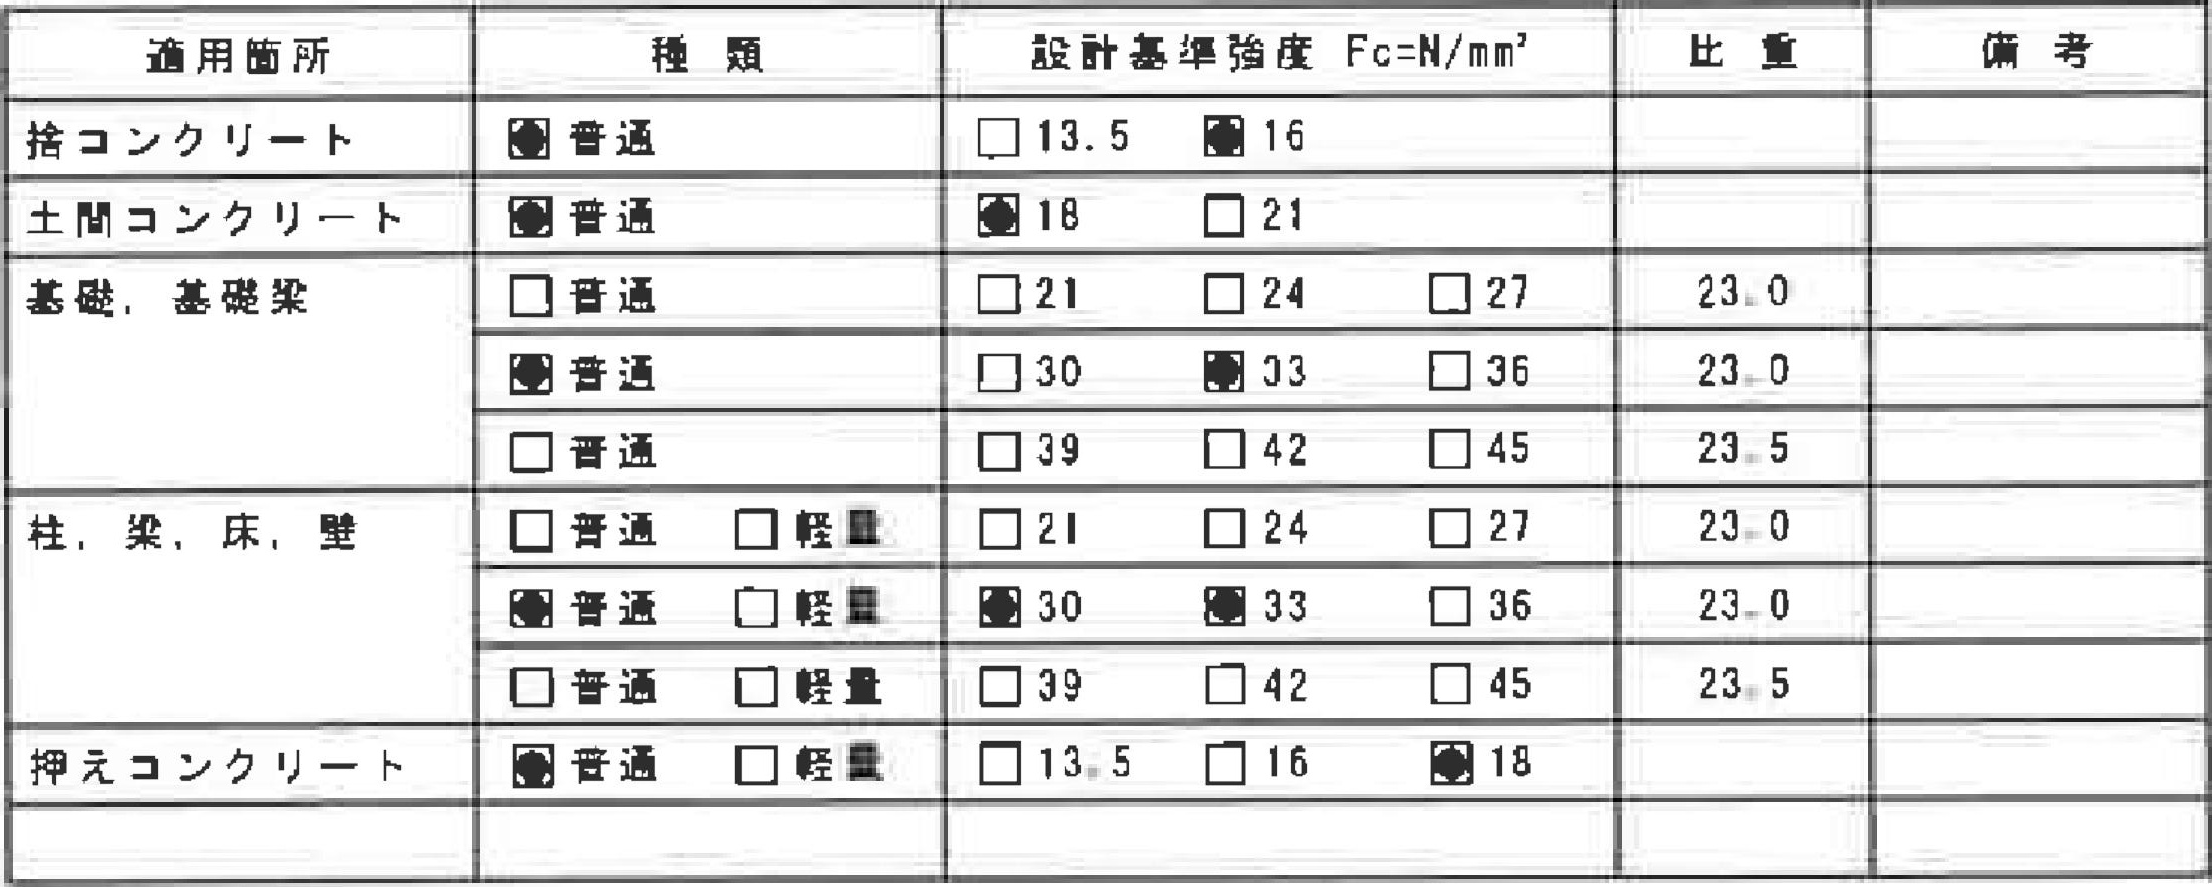 適用箇所 種 類 設計基準強度 Fc=N/mm² 比 重 備 考
捨コンクリート ■普通 □13.5 ■16
土間コンクリート ■普通 ■18 □21
基礎, 基礎梁 □普通 □21 □24 □27 23.0
■普通 □30 ■33 □36 23.0
□普通 □39 □42 □45 23.5
柱, 梁, 床, 壁 □普通 □軽量 □21 □24 □27 23.0
■普通 □軽量 ■30 ■33 □36 23.0
□普通 □軽量 □39 □42 □45 23.5
押えコンクリート ■普通 □軽量 □13.5 □16 ■18